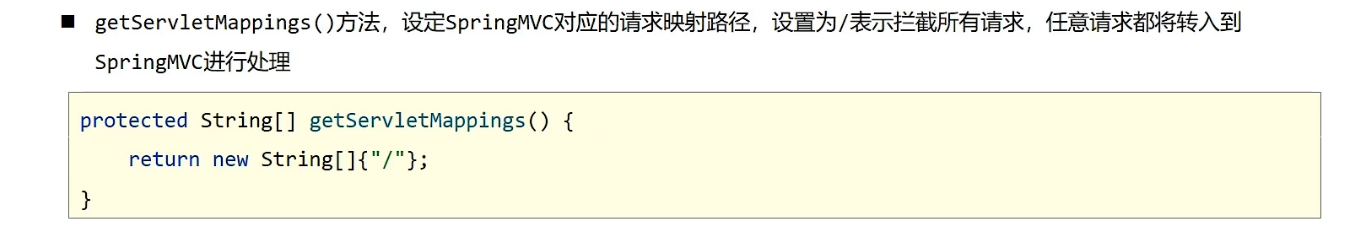 ■ getServletMappings()方法，设定SpringMVC对应的请求映射路径，设置为/表示拦截所有请求，任意请求都将转入到
SpringMVC进行处理
protected String[] getServletMappings() {
    return new String[]{"/"};
}